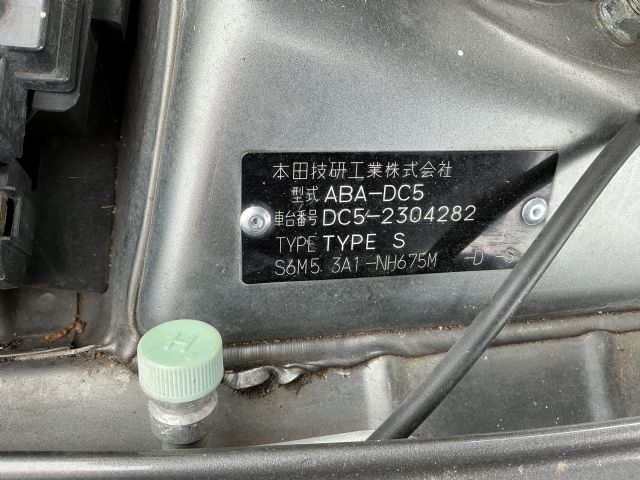 本田技研工業株式会社
型式 ABA-DC5
車台番号 DC5-2304282
TYPE TYPE S
S6M5.3A1-NH675M -D -S
H